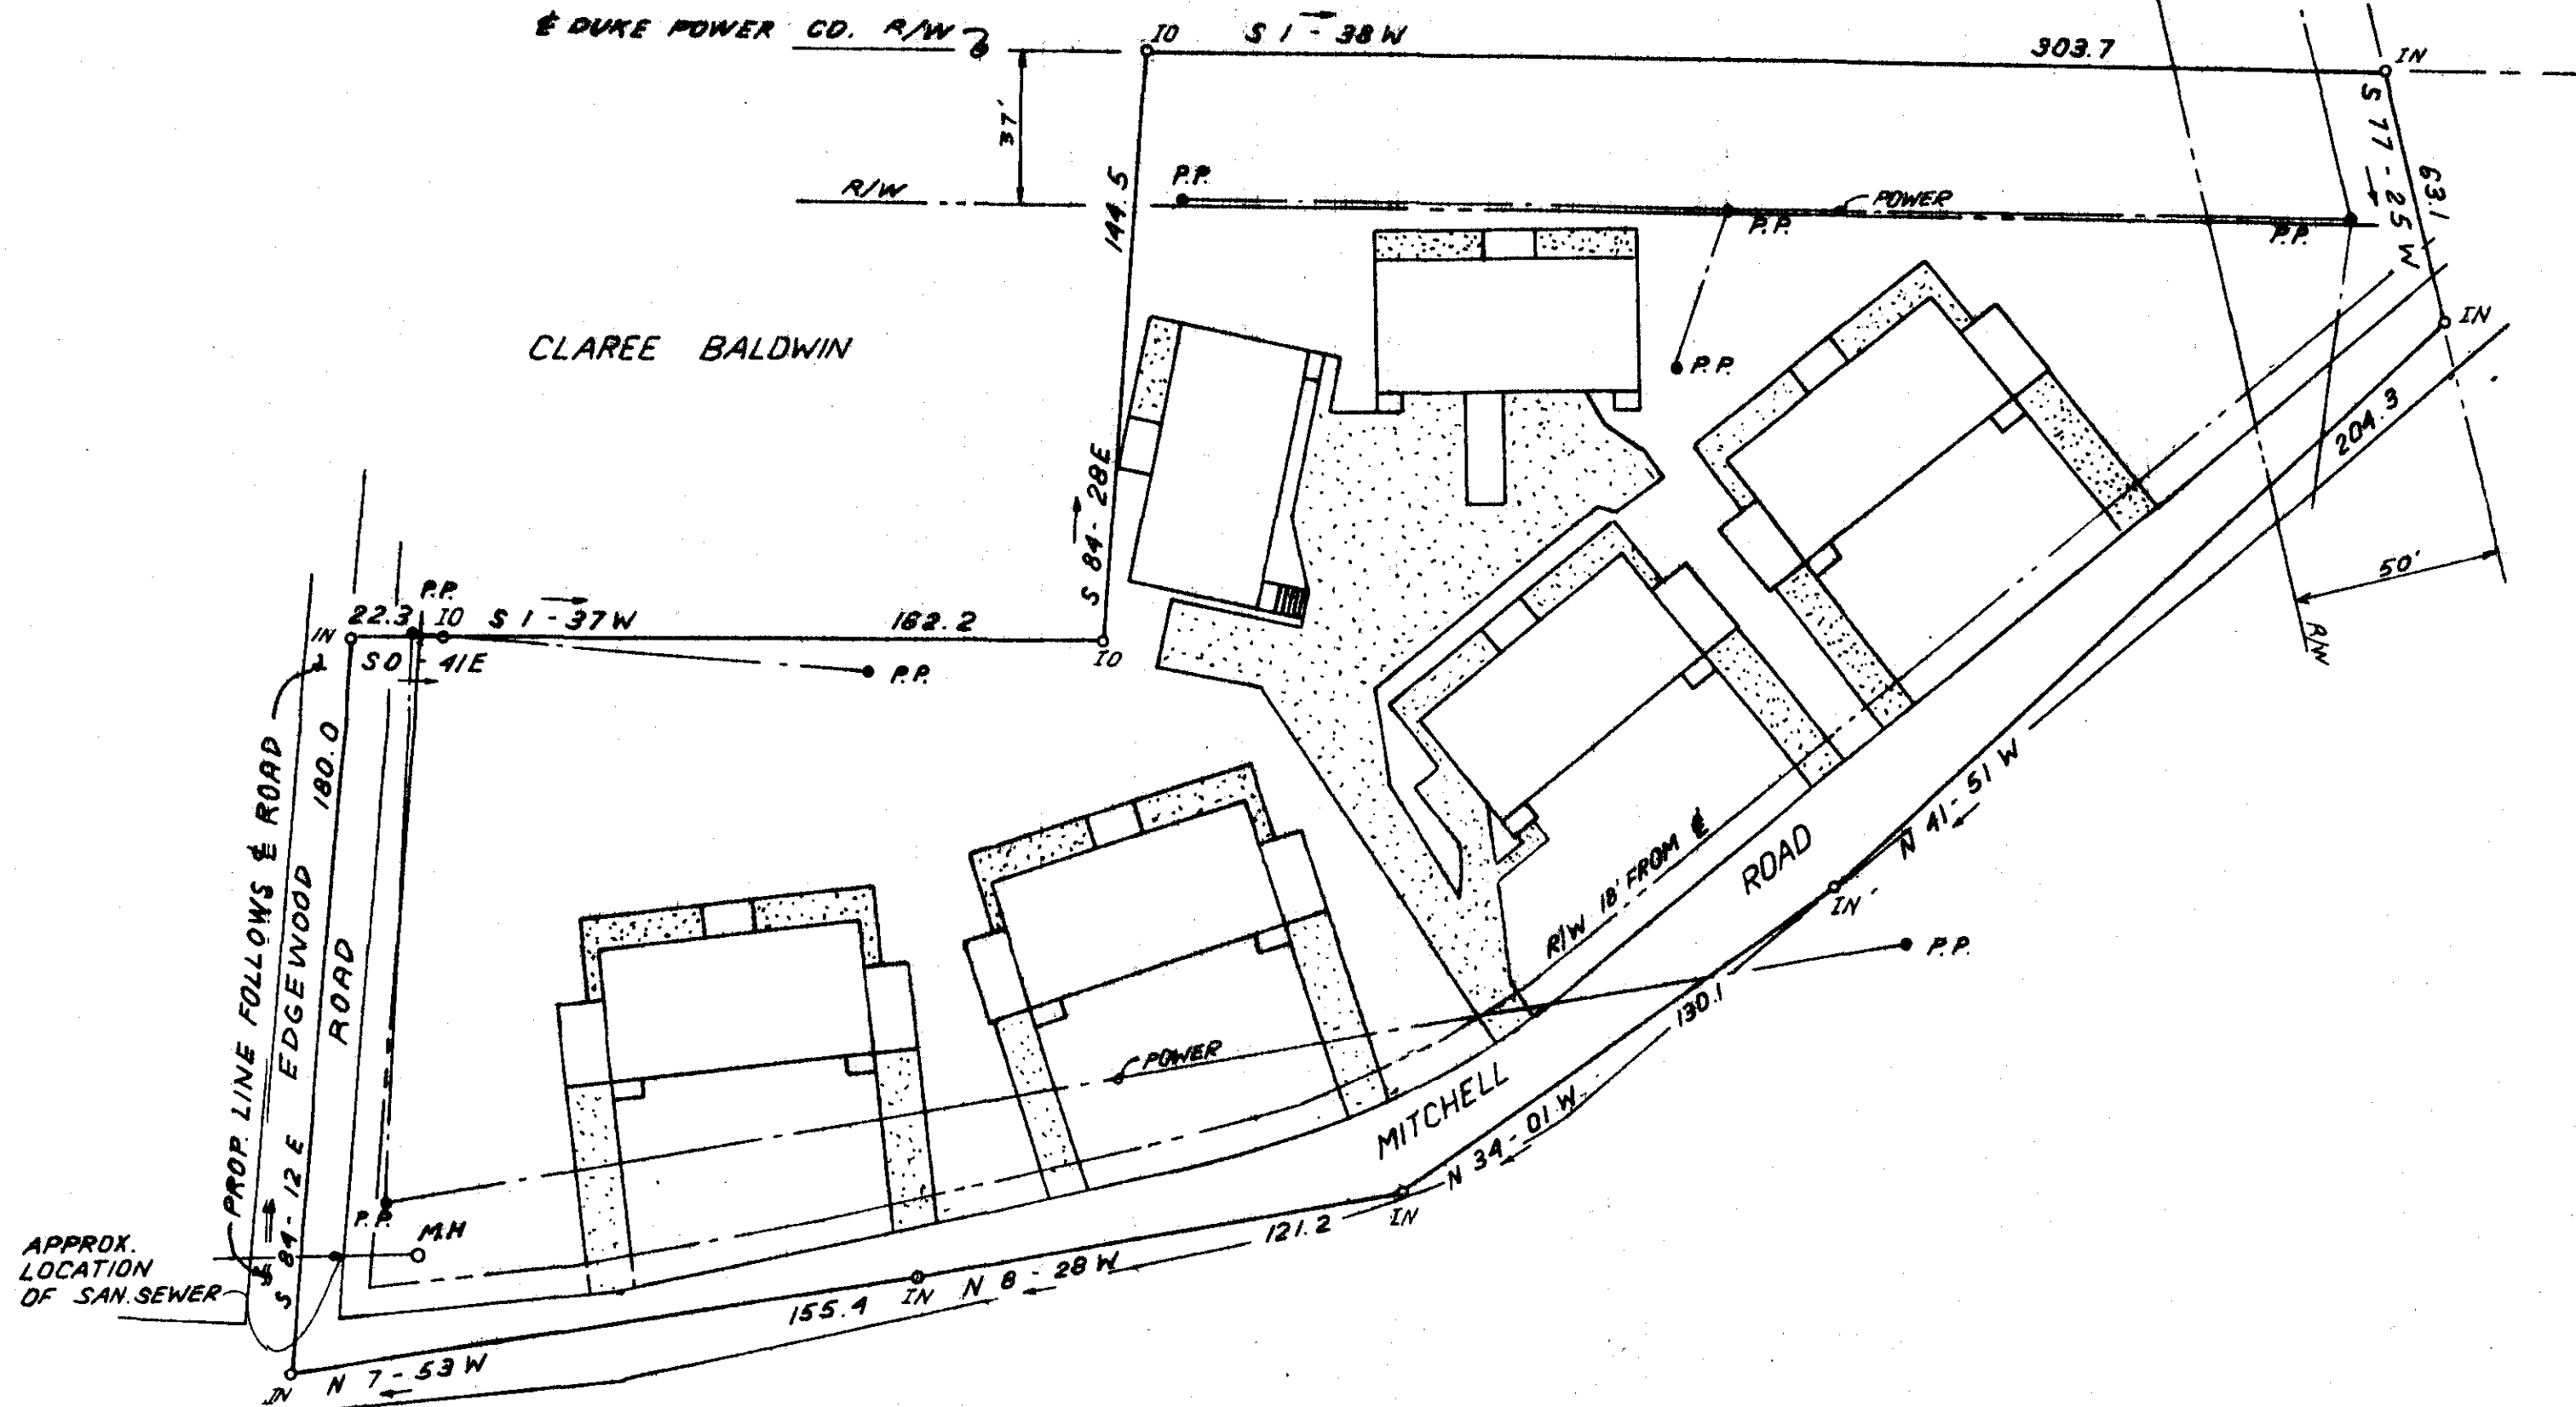 ℄ DUKE POWER CO. R/W
IO
S 1 - 38 W
303.7
IN
37'
R/W
144.5
P.P.
POWER
P.P.
P.P.
S 77 - 25 W
63.1
IN
CLAREE BALDWIN
P.P.
204.3
S 84 - 28E
50'
R/W
P.P.
22.3
IO
S 1 - 37 W
162.2
IN
S 0 - 41E
IO
P.P.
180.0
PROP. LINE FOLLOWS ℄ ROAD
S 84 - 12 E
EDGEWOOD
ROAD
R/W 18' FROM ℄
ROAD
N 41 - 51 W
IN
P.P.
130.1
POWER
MITCHELL
N 34 - 01 W
IN
P.P.
M.H
APPROX.
LOCATION
OF SAN. SEWER
121.2
N 8 - 28 W
IN
155.4
N 7 - 53 W
IN